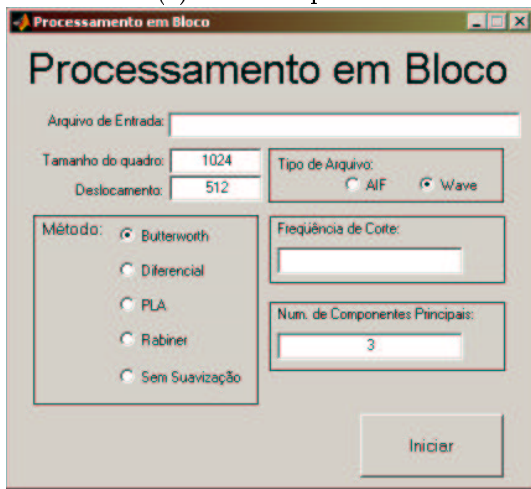 Processamento em Bloco
Processamento em Bloco
Arquivo de Entrada:
Tamanho do quadro: 1024
Deslocamento: 512
Tipo de Arquivo:
AIF Wave
Método: Butterworth
Diferencial
PLA
Rabiner
Sem Suavização
Freqüência de Corte:
Num. de Componentes Principais:
3
Iniciar